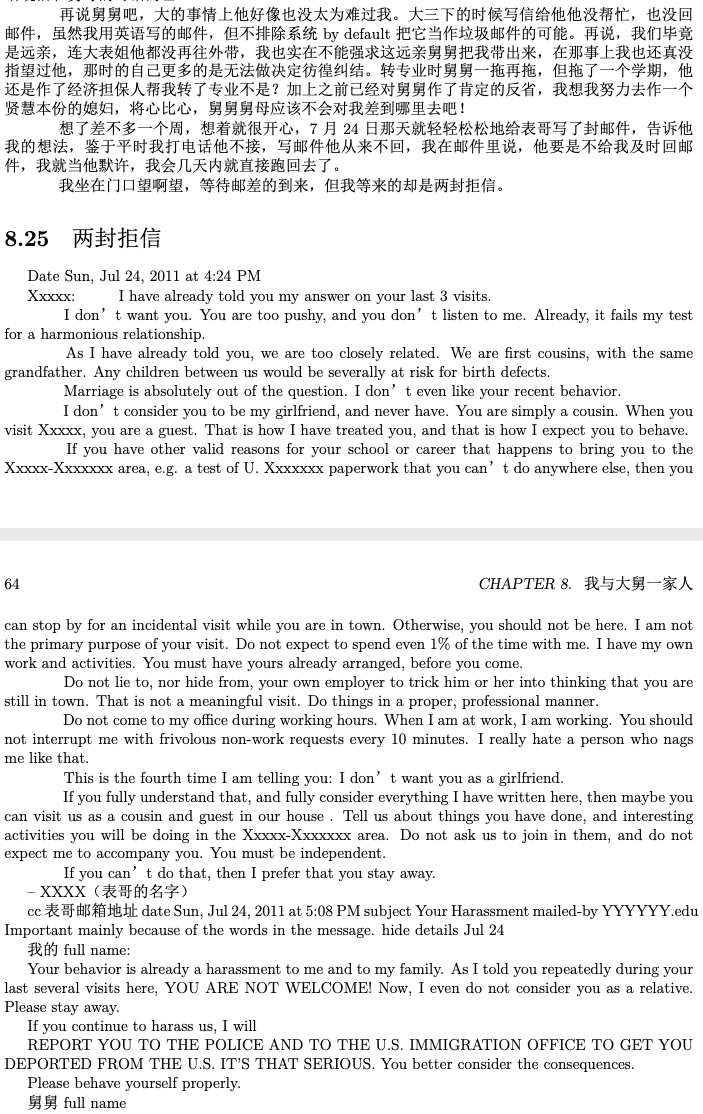 再说舅舅吧，大的事情上他好像也没太为难过我。大三下的时候写信给他他没帮忙，也没回
邮件，虽然我用英语写的邮件，但不排除系统 by default 把它当作垃圾邮件的可能。再说，我们毕竟
是远亲，连大表姐他都没再往外带，我也实在不能强求这远亲舅舅把我带出来，在那事上我也还真没
指望过他，那时的自己更多的是无法做决定彷徨纠结。转专业时舅舅一拖再拖，但拖了一个学期，他
还是作了经济担保人帮我转了专业不是？加上之前已经对舅舅作了肯定的反省，我想我努力去作一个
贤慧本份的媳妇，将心比心，舅舅舅母应该不会对我差到哪里去吧！
想了差不多一个周，想着就很开心，7 月 24 日那天就轻轻松松地给表哥写了封邮件，告诉他
我的想法，鉴于平时我打电话他不接，写邮件他从来不回，我在邮件里说，他要是不给我及时回邮
件，我就当他默许，我会几天内就直接跑回去了。
我坐在门口望啊望，等待邮差的到来，但我等来的却是两封拒信。
8.25 两封拒信
Date Sun, Jul 24, 2011 at 4:24 PM
Xxxxx: I have already told you my answer on your last 3 visits.
I don’t want you. You are too pushy, and you don’t listen to me. Already, it fails my test
for a harmonious relationship.
As I have already told you, we are too closely related. We are first cousins, with the same
grandfather. Any children between us would be severally at risk for birth defects.
Marriage is absolutely out of the question. I don’t even like your recent behavior.
I don’t consider you to be my girlfriend, and never have. You are simply a cousin. When you
visit Xxxxx, you are a guest. That is how I have treated you, and that is how I expect you to behave.
If you have other valid reasons for your school or career that happens to bring you to the
Xxxxx-Xxxxxxx area, e.g. a test of U. Xxxxxxx paperwork that you can’t do anywhere else, then you
64 CHAPTER 8. 我与大舅一家人
can stop by for an incidental visit while you are in town. Otherwise, you should not be here. I am not
the primary purpose of your visit. Do not expect to spend even 1% of the time with me. I have my own
work and activities. You must have yours already arranged, before you come.
Do not lie to, nor hide from, your own employer to trick him or her into thinking that you are
still in town. That is not a meaningful visit. Do things in a proper, professional manner.
Do not come to my office during working hours. When I am at work, I am working. You should
not interrupt me with frivolous non-work requests every 10 minutes. I really hate a person who nags
me like that.
This is the fourth time I am telling you: I don’t want you as a girlfriend.
If you fully understand that, and fully consider everything I have written here, then maybe you
can visit us as a cousin and guest in our house . Tell us about things you have done, and interesting
activities you will be doing in the Xxxxx-Xxxxxxx area. Do not ask us to join in them, and do not
expect me to accompany you. You must be independent.
If you can’t do that, then I prefer that you stay away.
– XXXX（表哥的名字）
cc 表哥邮箱地址 date Sun, Jul 24, 2011 at 5:08 PM subject Your Harassment mailed-by YYYYYY.edu
Important mainly because of the words in the message. hide details Jul 24
我的 full name:
Your behavior is already a harassment to me and to my family. As I told you repeatedly during your
last several visits here, YOU ARE NOT WELCOME! Now, I even do not consider you as a relative.
Please stay away.
If you continue to harass us, I will
REPORT YOU TO THE POLICE AND TO THE U.S. IMMIGRATION OFFICE TO GET YOU
DEPORTED FROM THE U.S. IT’S THAT SERIOUS. You better consider the consequences.
Please behave yourself properly.
舅舅 full name